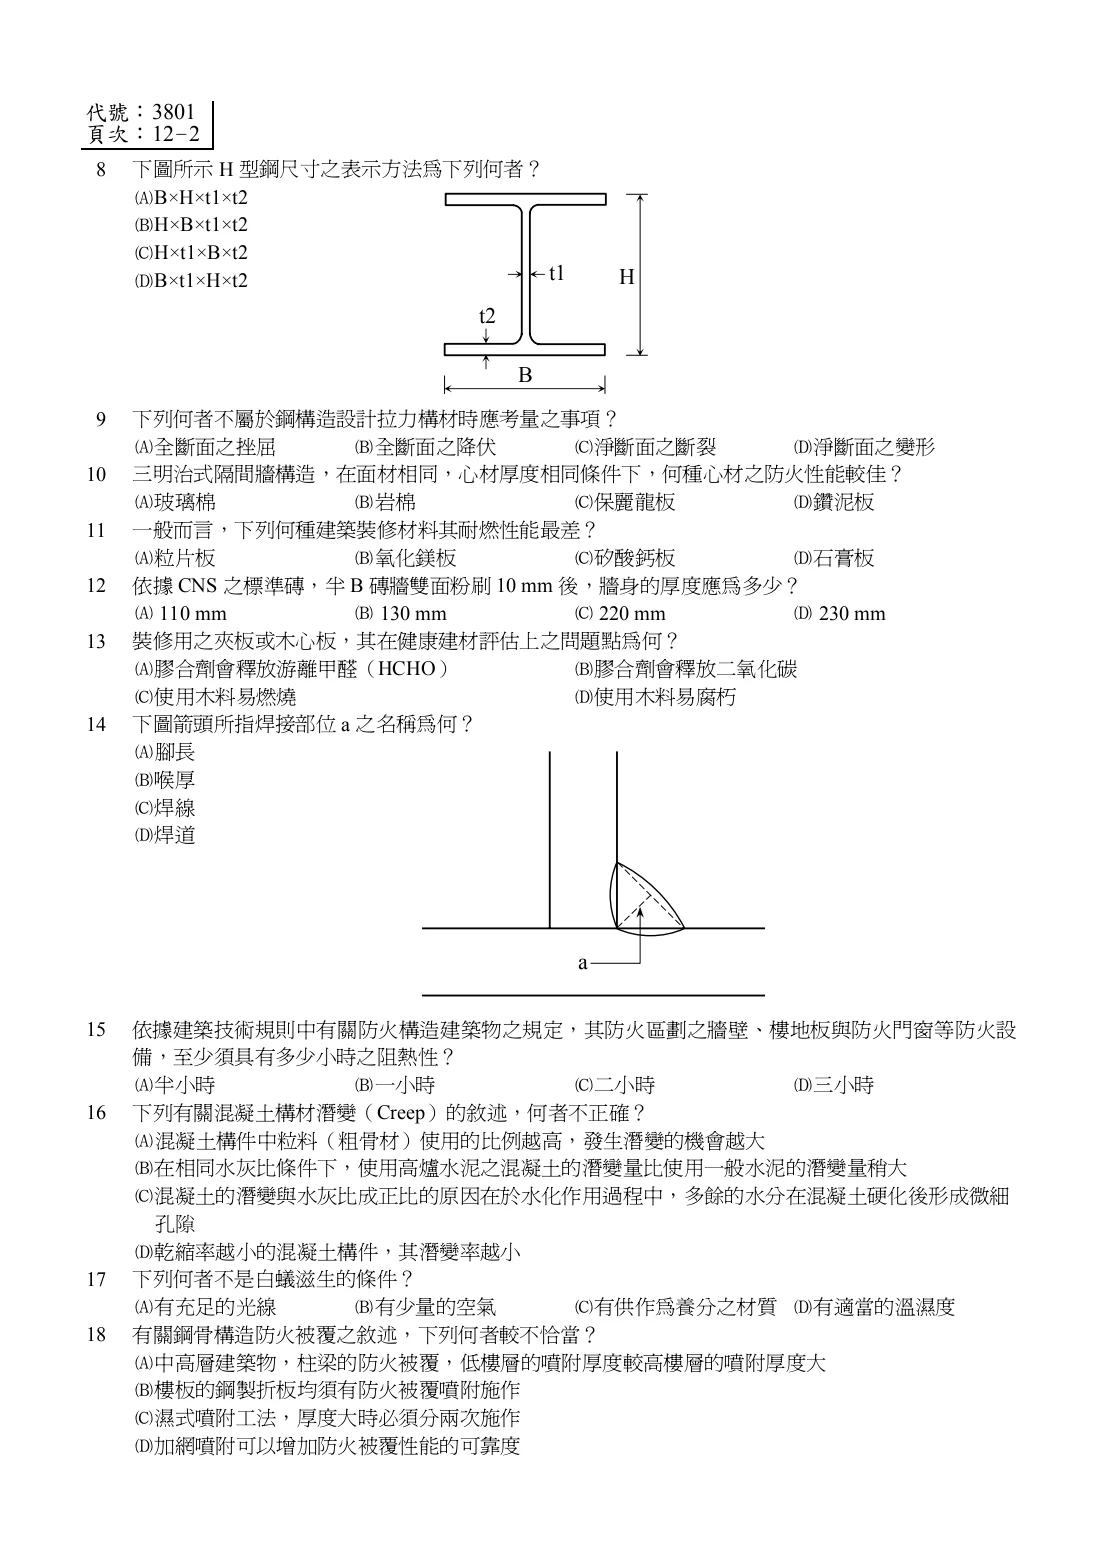 代號：3801
頁次：12－2
8 下圖所示 H 型鋼尺寸之表示方法為下列何者？
(A)B×H×t1×t2
(B)H×B×t1×t2
(C)H×t1×B×t2
(D)B×t1×H×t2
t1
H
t2
B
9 下列何者不屬於鋼構造設計拉力構材時應考量之事項？
(A)全斷面之挫屈 (B)全斷面之降伏 (C)淨斷面之斷裂 (D)淨斷面之變形
10 三明治式隔間牆構造，在面材相同，心材厚度相同條件下，何種心材之防火性能較佳？
(A)玻璃棉 (B)岩棉 (C)保麗龍板 (D)鑽泥板
11 一般而言，下列何種建築裝修材料其耐燃性能最差？
(A)粒片板 (B)氧化鎂板 (C)矽酸鈣板 (D)石膏板
12 依據 CNS 之標準磚，半 B 磚牆雙面粉刷 10 mm 後，牆身的厚度應為多少？
(A) 110 mm (B) 130 mm (C) 220 mm (D) 230 mm
13 裝修用之夾板或木心板，其在健康建材評估上之問題點為何？
(A)膠合劑會釋放游離甲醛（HCHO） (B)膠合劑會釋放二氧化碳
(C)使用木料易燃燒 (D)使用木料易腐朽
14 下圖箭頭所指焊接部位 a 之名稱為何？
(A)腳長
(B)喉厚
(C)焊線
(D)焊道
a
15 依據建築技術規則中有關防火構造建築物之規定，其防火區劃之牆壁、樓地板與防火門窗等防火設
備，至少須具有多少小時之阻熱性？
(A)半小時 (B)一小時 (C)二小時 (D)三小時
16 下列有關混凝土構材潛變（Creep）的敘述，何者不正確？
(A)混凝土構件中粒料（粗骨材）使用的比例越高，發生潛變的機會越大
(B)在相同水灰比條件下，使用高爐水泥之混凝土的潛變量比使用一般水泥的潛變量稍大
(C)混凝土的潛變與水灰比成正比的原因在於水化作用過程中，多餘的水分在混凝土硬化後形成微細
孔隙
(D)乾縮率越小的混凝土構件，其潛變率越小
17 下列何者不是白蟻滋生的條件？
(A)有充足的光線 (B)有少量的空氣 (C)有供作為養分之材質 (D)有適當的溫濕度
18 有關鋼骨構造防火被覆之敘述，下列何者較不恰當？
(A)中高層建築物，柱梁的防火被覆，低樓層的噴附厚度較高樓層的噴附厚度大
(B)樓板的鋼製折板均須有防火被覆噴附施作
(C)濕式噴附工法，厚度大時必須分兩次施作
(D)加網噴附可以增加防火被覆性能的可靠度